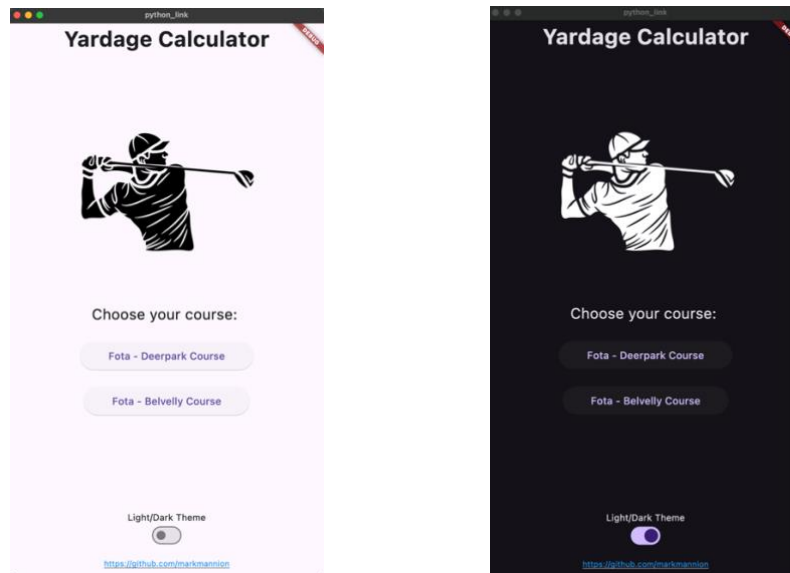 python_link
DEBUG
Yardage Calculator
Choose your course:
Fota - Deerpark Course
Fota - Belvelly Course
Light/Dark Theme
https://github.com/markmannion
python_link
Yardage Calculator
Choose your course:
Fota - Deerpark Course
Fota - Belvelly Course
Light/Dark Theme
https://github.com/markmannion